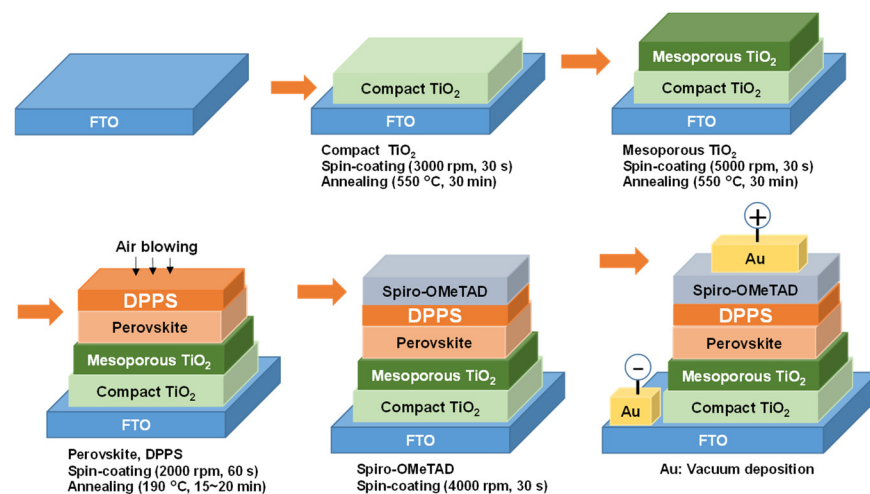 FTO
Compact TiO₂
FTO
Compact TiO₂
Spin-coating (3000 rpm, 30 s)
Annealing (550 °C, 30 min)
Mesoporous TiO₂
Compact TiO₂
FTO
Mesoporous TiO₂
Spin-coating (5000 rpm, 30 s)
Annealing (550 °C, 30 min)
Air blowing
DPPS
Perovskite
Mesoporous TiO₂
Compact TiO₂
FTO
Perovskite, DPPS
Spin-coating (2000 rpm, 60 s)
Annealing (190 °C, 15~20 min)
Spiro-OMeTAD
DPPS
Perovskite
Mesoporous TiO₂
Compact TiO₂
FTO
Spiro-OMeTAD
Spin-coating (4000 rpm, 30 s)
+
Au
Spiro-OMeTAD
DPPS
Perovskite
Mesoporous TiO₂
−
Au
Compact TiO₂
FTO
Au: Vacuum deposition